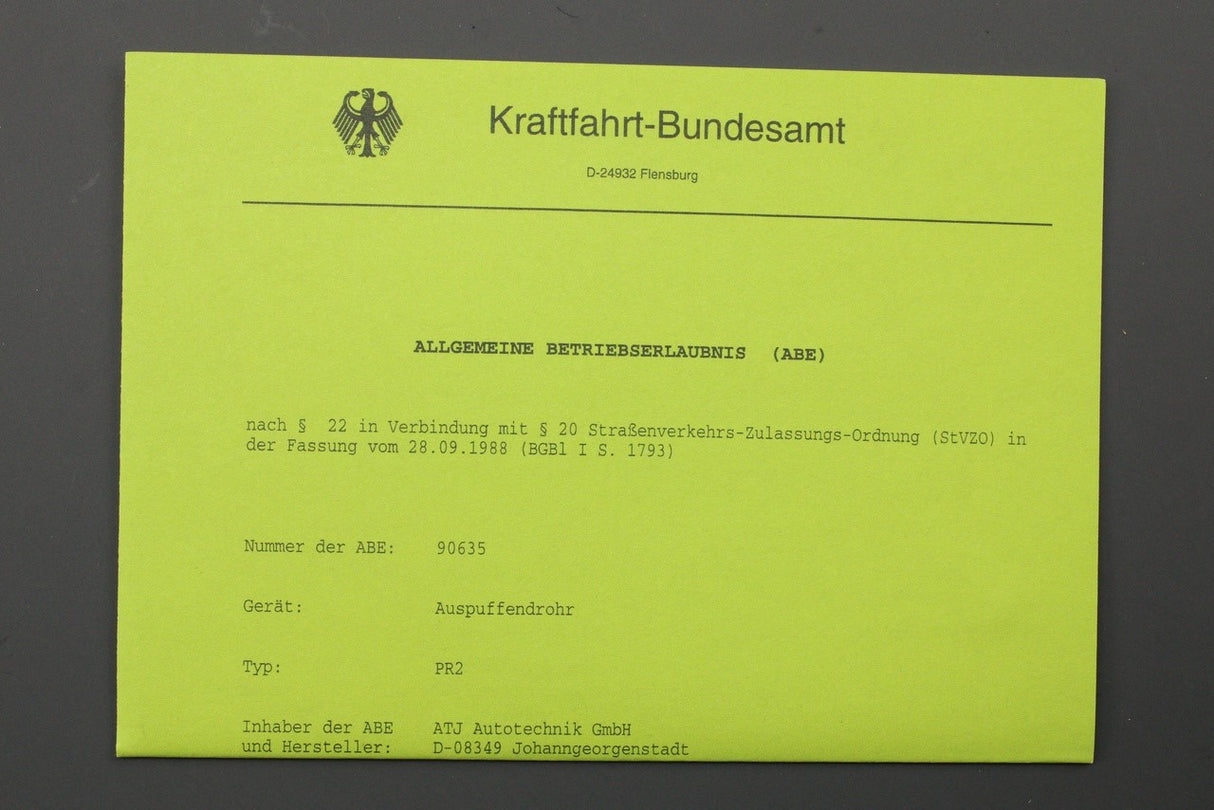 Kraftfahrt-Bundesamt
D-24932 Flensburg
ALLGEMEINE BETRIEBSERLAUBNIS (ABE)
nach § 22 in Verbindung mit § 20 Straßenverkehrs-Zulassungs-Ordnung (StVZO) in
der Fassung vom 28.09.1988 (BGBl I S. 1793)
Nummer der ABE: 90635
Gerät: Auspuffendrohr
Typ: PR2
Inhaber der ABE ATJ Autotechnik GmbH
und Hersteller: D-08349 Johanngeorgenstadt